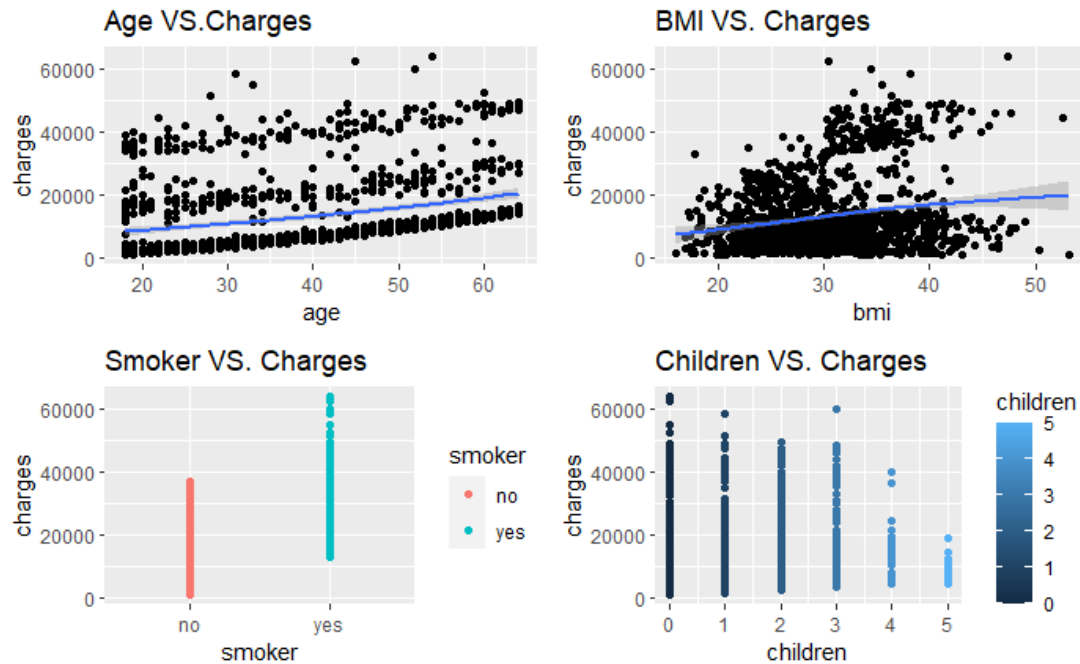 Age VS.Charges
60000
40000
20000
0
charges
20
30
40
50
60
age
BMI VS. Charges
60000
40000
20000
0
charges
20
30
40
50
bmi
Smoker VS. Charges
60000
40000
20000
0
charges
no
yes
smoker
smoker
no
yes
Children VS. Charges
60000
40000
20000
0
charges
0
1
2
3
4
5
children
children
5
4
3
2
1
0